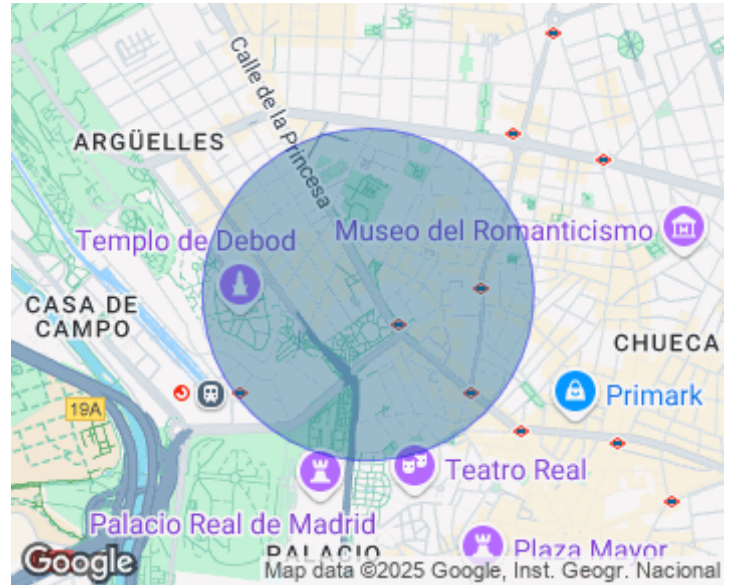 Calle de la Princesa
ARGÜELLES
Templo de Debod
Museo del Romanticismo
CASA DE
CAMPO
CHUECA
19A
Primark
Teatro Real
Palacio Real de Madrid
PALACIO
Plaza Mayor
Google
Map data ©2025 Google, Inst. Geogr. Nacional